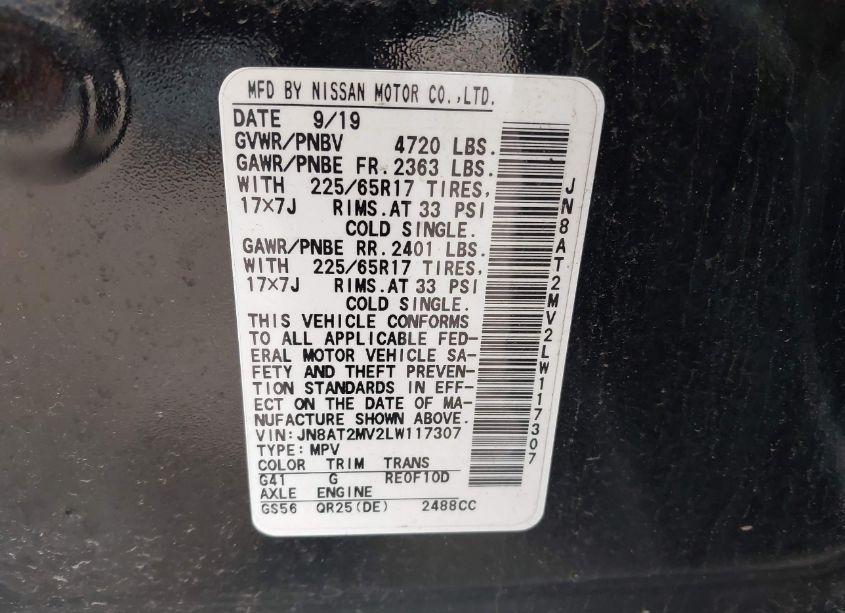 MFD BY NISSAN MOTOR CO.,LTD.
DATE 9/19
GVWR/PNBV 4720 LBS.
GAWR/PNBE FR. 2363 LBS.
WITH 225/65R17 TIRES,
17×7J RIMS.AT 33 PSI
COLD SINGLE.
GAWR/PNBE RR. 2401 LBS.
WITH 225/65R17 TIRES,
17×7J RIMS.AT 33 PSI
COLD SINGLE.
THIS VEHICLE CONFORMS
TO ALL APPLICABLE FED-
ERAL MOTOR VEHICLE SA-
FETY AND THEFT PREVEN-
TION STANDARDS IN EFF-
ECT ON THE DATE OF MA-
NUFACTURE SHOWN ABOVE.
VIN:JN8AT2MV2LW117307
TYPE: MPV
COLOR TRIM TRANS
G41 G RE0F10D
AXLE ENGINE
GS56 QR25(DE) 2488CC
JN8AT2MV2LW117307